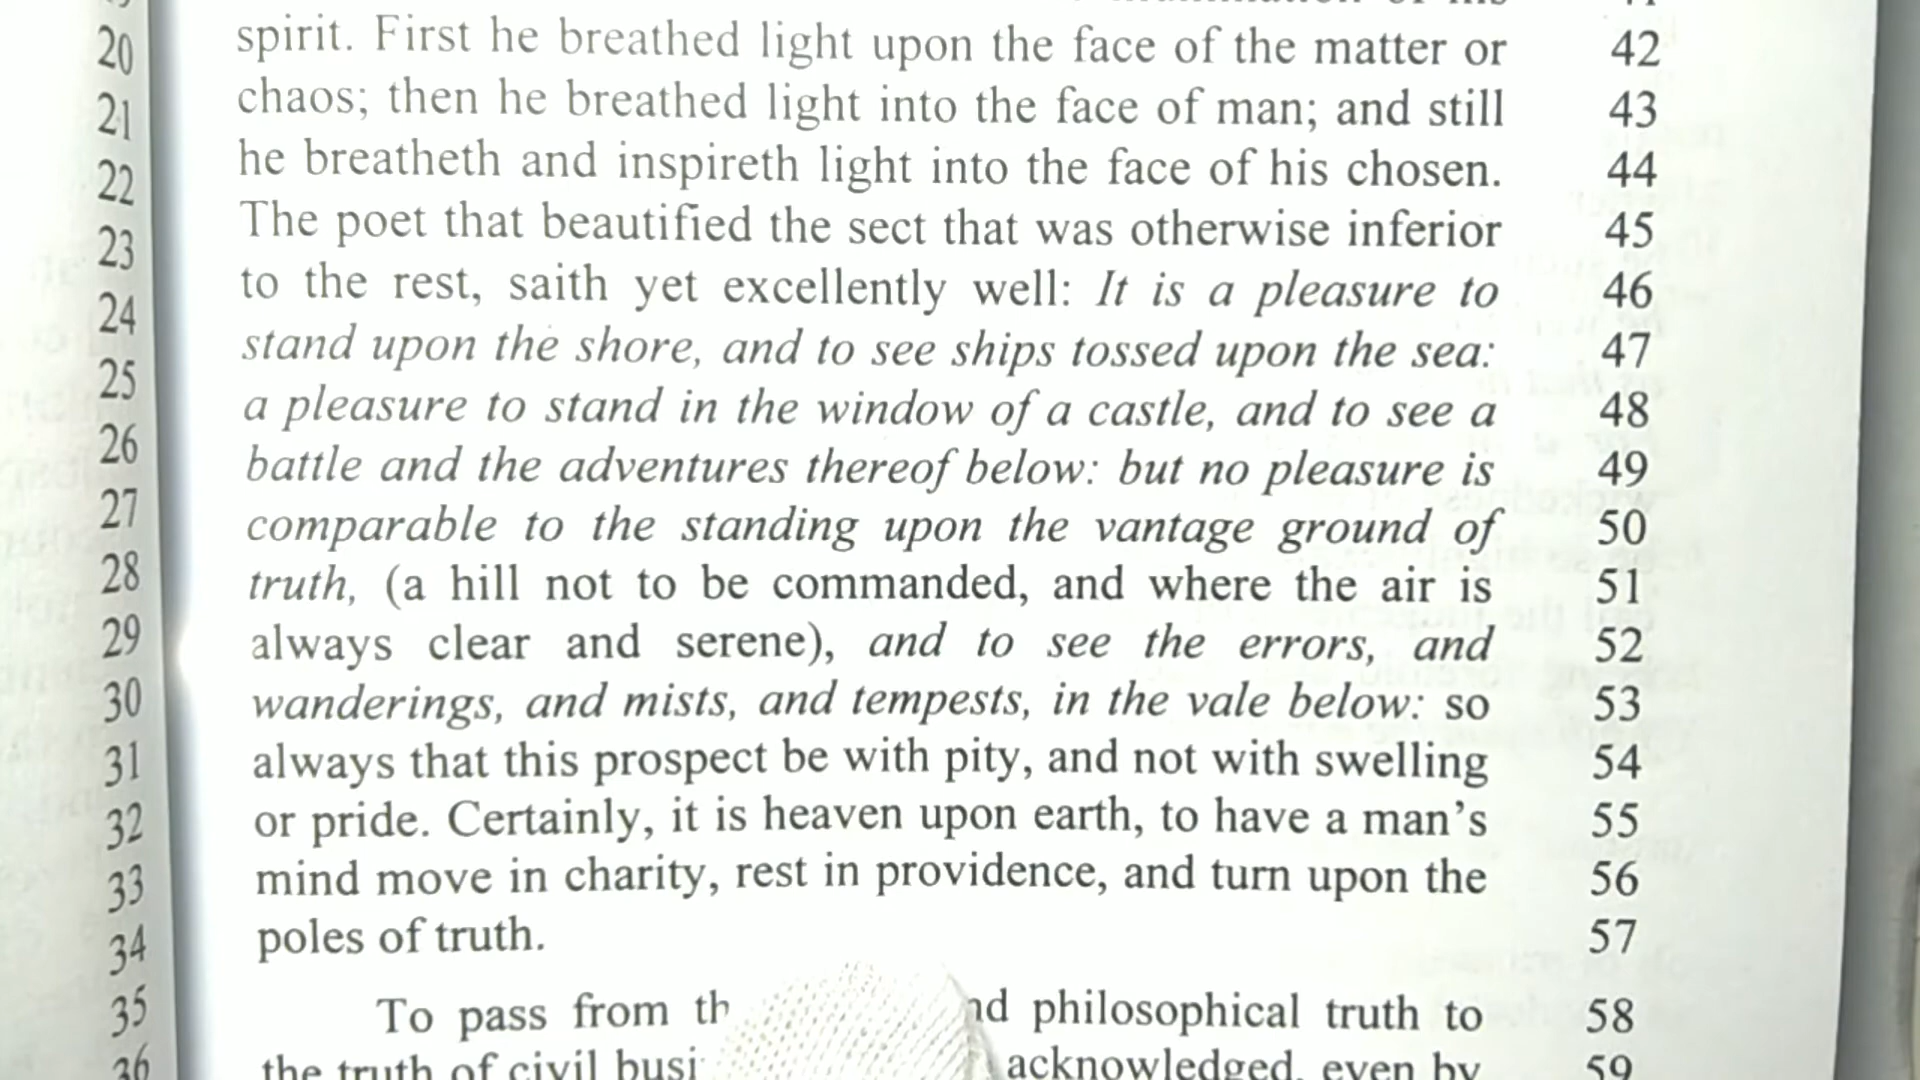 20
21
22
23
24
25
26
27
28
29
30
31
32
33
34
35
36
spirit. First he breathed light upon the face of the matter or 42
chaos; then he breathed light into the face of man; and still 43
he breatheth and inspireth light into the face of his chosen. 44
The poet that beautified the sect that was otherwise inferior 45
to the rest, saith yet excellently well: It is a pleasure to 46
stand upon the shore, and to see ships tossed upon the sea: 47
a pleasure to stand in the window of a castle, and to see a 48
battle and the adventures thereof below: but no pleasure is 49
comparable to the standing upon the vantage ground of 50
truth, (a hill not to be commanded, and where the air is 51
always clear and serene), and to see the errors, and 52
wanderings, and mists, and tempests, in the vale below: so 53
always that this prospect be with pity, and not with swelling 54
or pride. Certainly, it is heaven upon earth, to have a man's 55
mind move in charity, rest in providence, and turn upon the 56
poles of truth. 57
To pass from philosophical truth to 58
the truth of civil acknowledged, even by 59